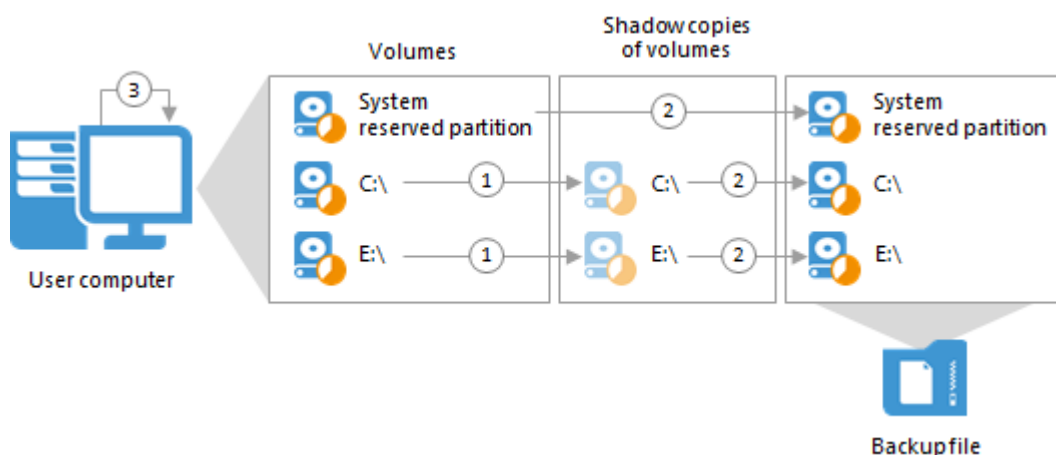 Shadow copies
of volumes
Volumes
3
System
reserved partition
2
System
reserved partition
C:\
1
C:\
2
C:\
E:\
1
E:\
2
E:\
User computer
Backup file